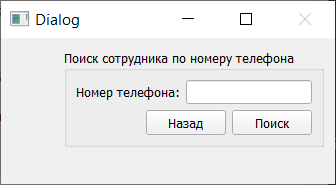 Dialog
Поиск сотрудника по номеру телефона
Номер телефона:
Назад Поиск